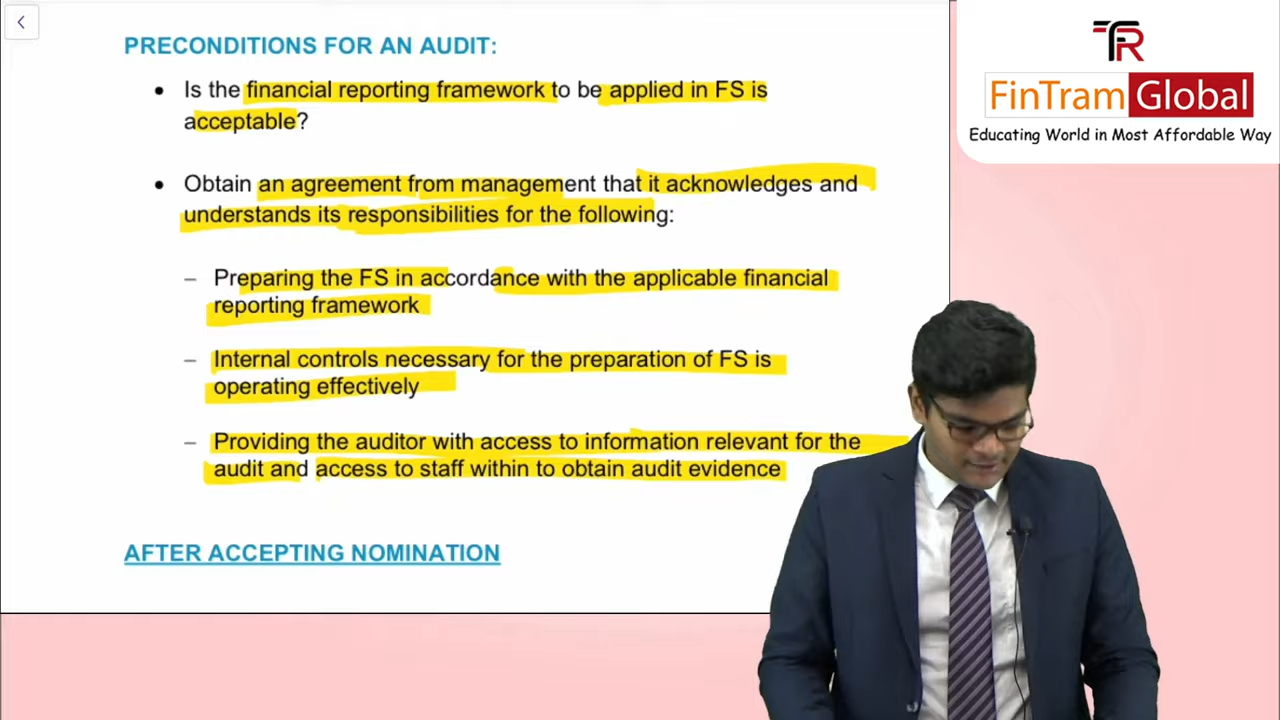 PRECONDITIONS FOR AN AUDIT:
• Is the financial reporting framework to be applied in FS is
acceptable?
• Obtain an agreement from management that it acknowledges and
understands its responsibilities for the following:
– Preparing the FS in accordance with the applicable financial
reporting framework
– Internal controls necessary for the preparation of FS is
operating effectively
– Providing the auditor with access to information relevant for the
audit and access to staff within to obtain audit evidence
AFTER ACCEPTING NOMINATION
TR
FinTram Global
Educating World in Most Affordable Way